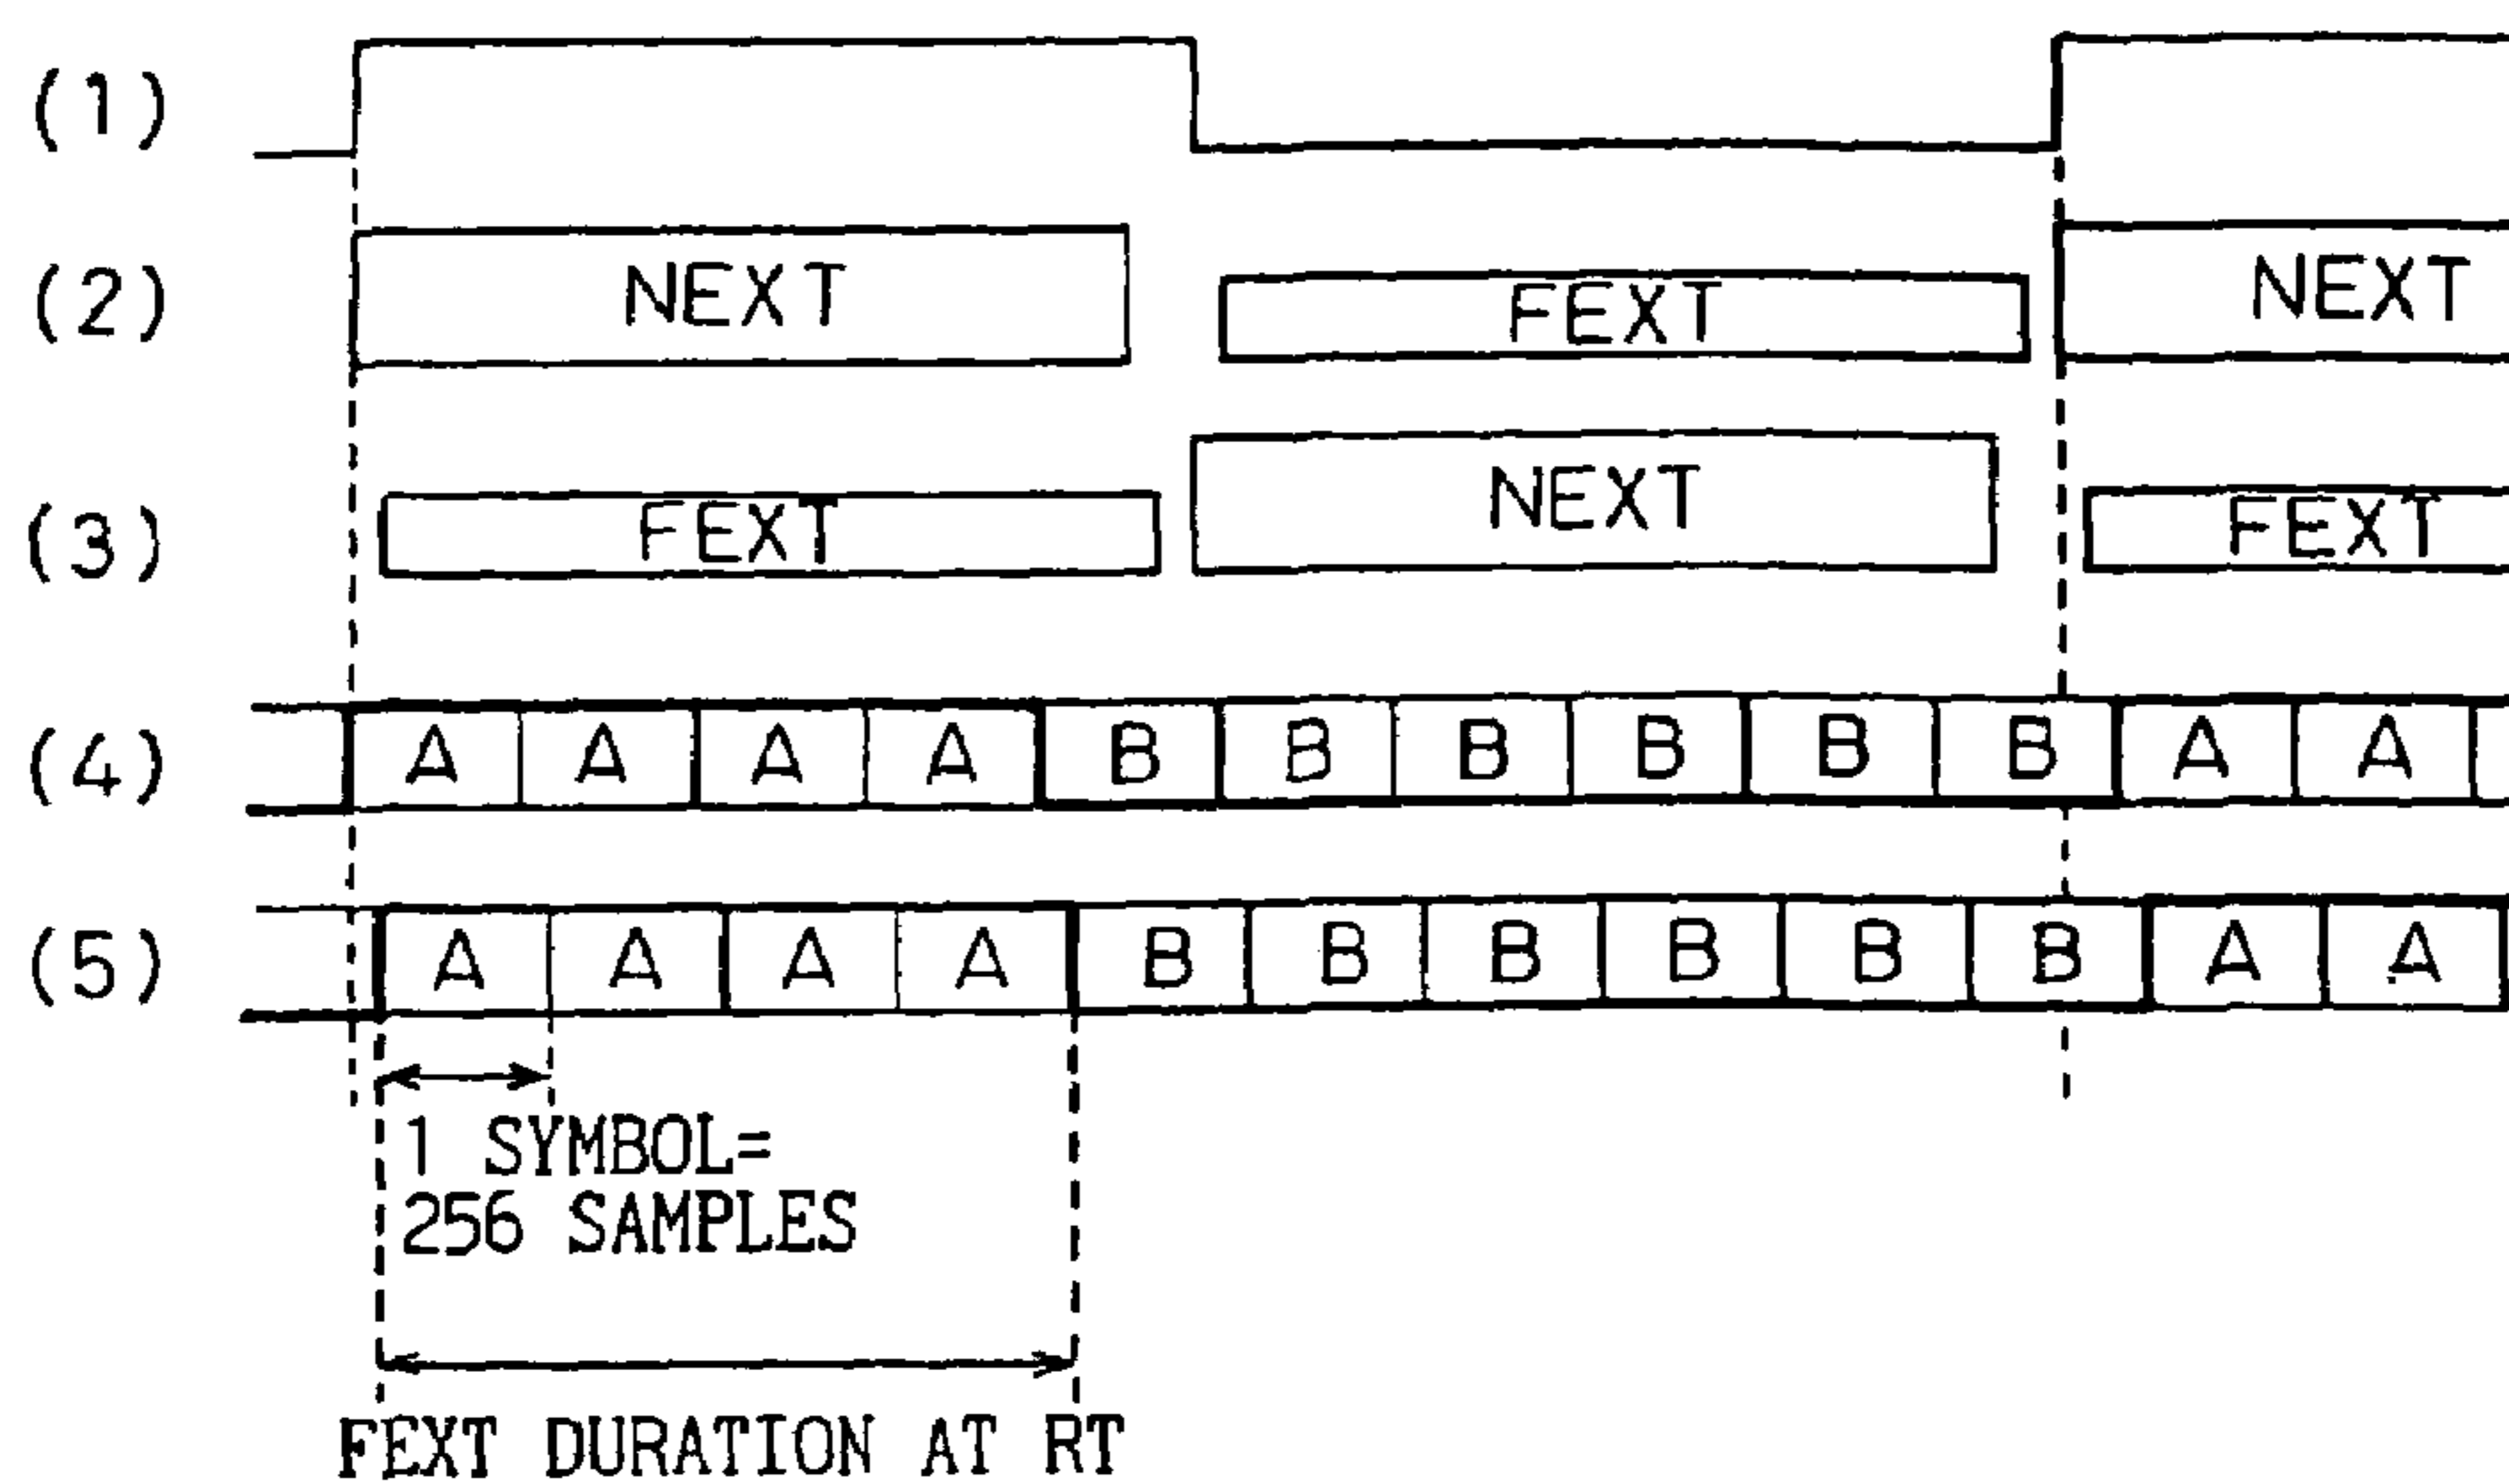 (1)
(2) NEXT FEXT NEXT
(3) FEXT NEXT FEXT
(4) A A A A B B B B B B A A
(5) A A A A B B B B B B A A
1 SYMBOL=
256 SAMPLES
FEXT DURATION AT RT